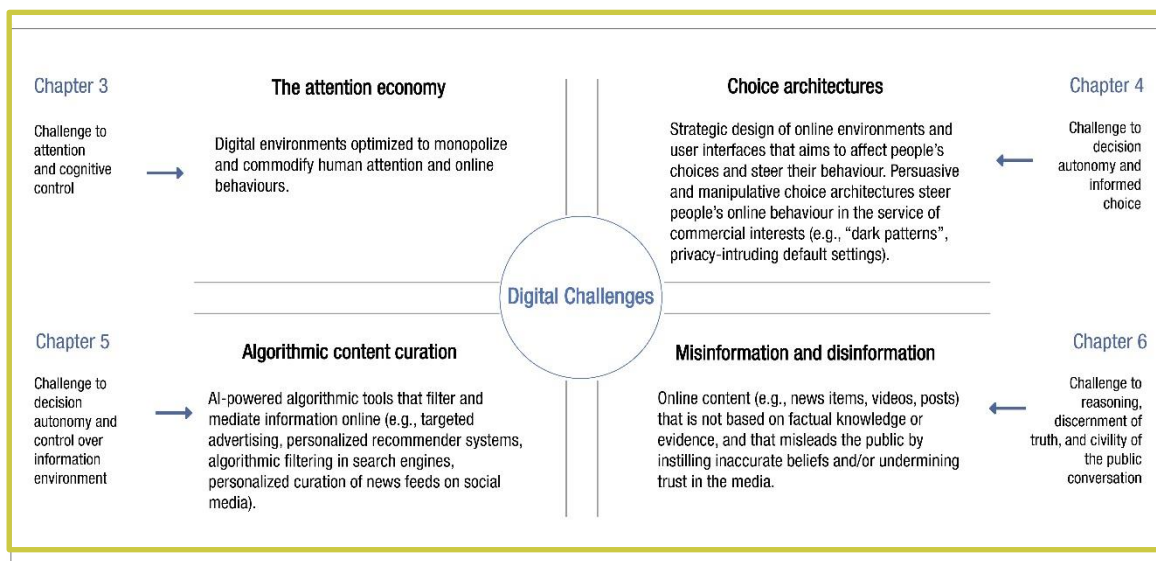 Chapter 3
Challenge to
attention
and cognitive
control
The attention economy
Digital environments optimized to monopolize
and commodify human attention and online
behaviours.
Choice architectures
Strategic design of online environments and
user interfaces that aims to affect people's
choices and steer their behaviour. Persuasive
and manipulative choice architectures steer
people's online behaviour in the service of
commercial interests (e.g., “dark patterns”,
privacy-intruding default settings).
Chapter 4
Challenge to
decision
autonomy and
informed
choice
Digital Challenges
Chapter 5
Challenge to
decision
autonomy and
control over
information
environment
Algorithmic content curation
AI-powered algorithmic tools that filter and
mediate information online (e.g., targeted
advertising, personalized recommender systems,
algorithmic filtering in search engines,
personalized curation of news feeds on social
media).
Misinformation and disinformation
Online content (e.g., news items, videos, posts)
that is not based on factual knowledge or
evidence, and that misleads the public by
instilling inaccurate beliefs and/or undermining
trust in the media.
Chapter 6
Challenge to
reasoning,
discernment of
truth, and civility of
the public
conversation